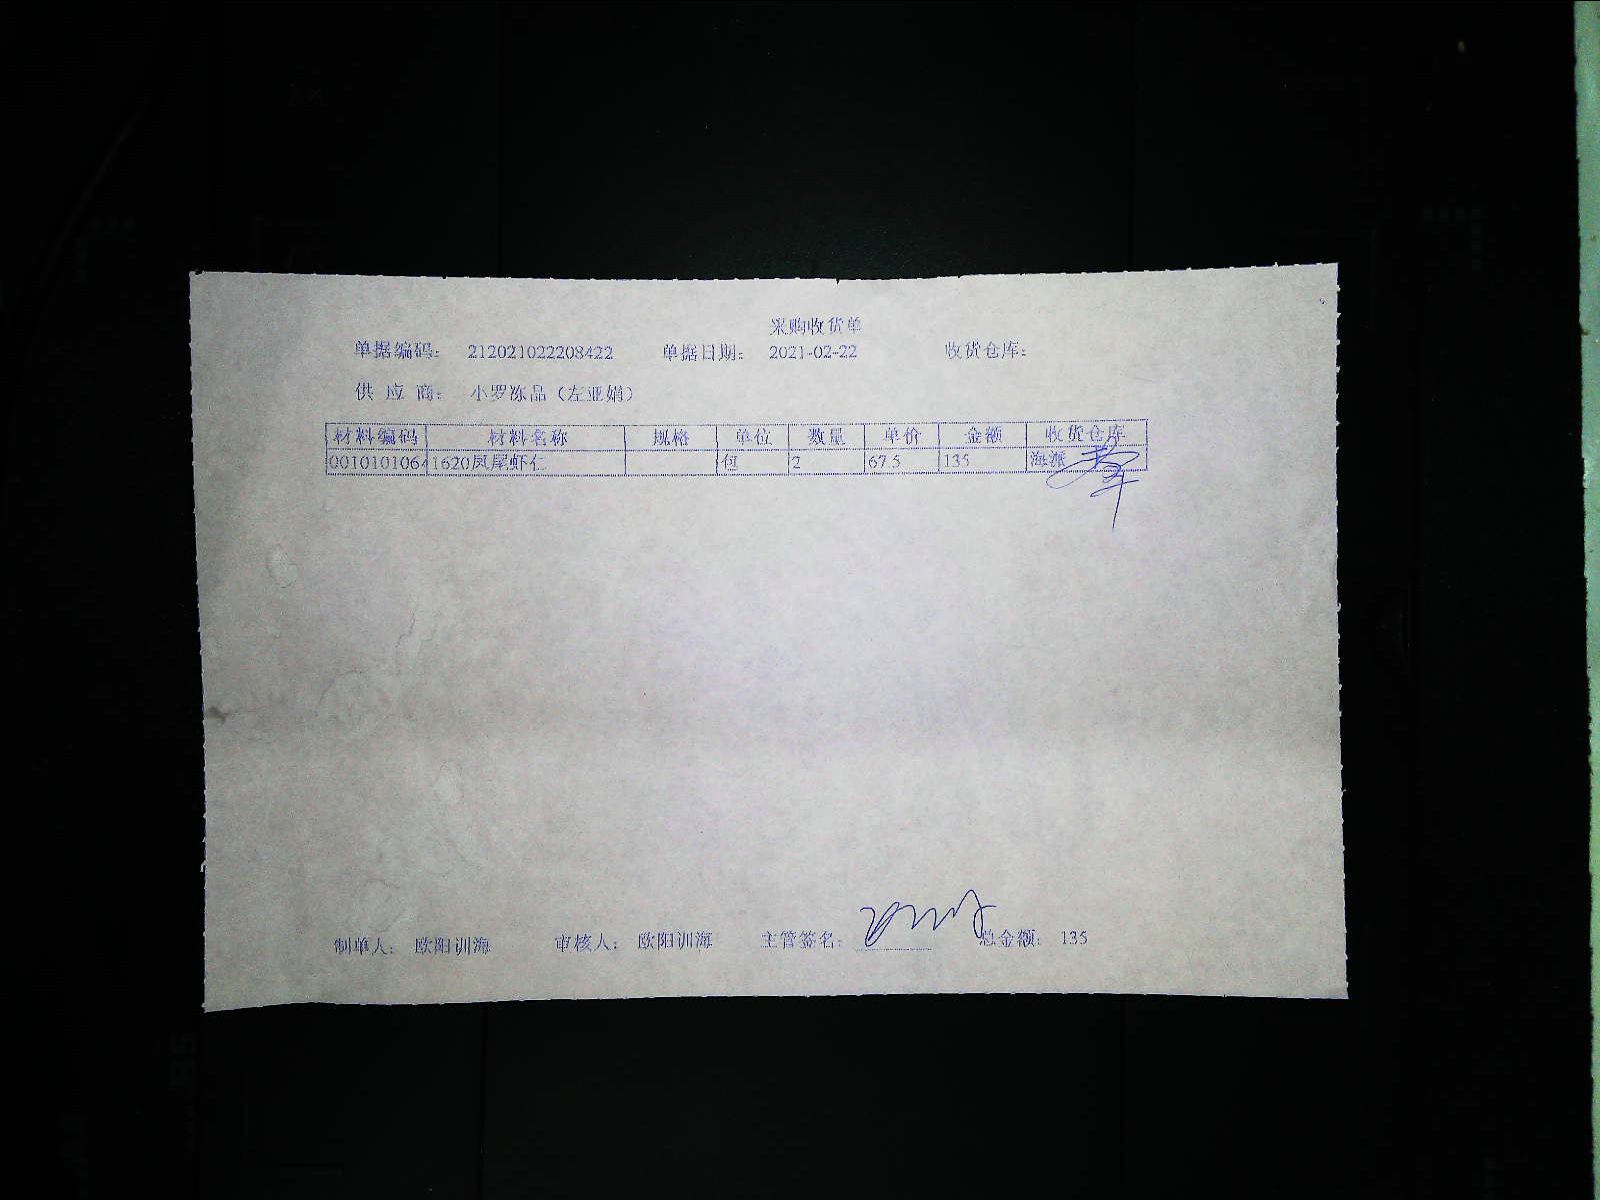 采购收货单
单据编码: 212021022208422 单据日期: 2021-02-22 收货仓库:
供 应 商: 小罗冻品（左亚娟）
材料编码 材料名称 规格 单位 数量 单价 金额 收货仓库
0010101064 1620凤尾虾仁 包 2 67.5 135 海派
制单人: 欧阳训海 审核人: 欧阳训海 主管签名: 总金额: 135